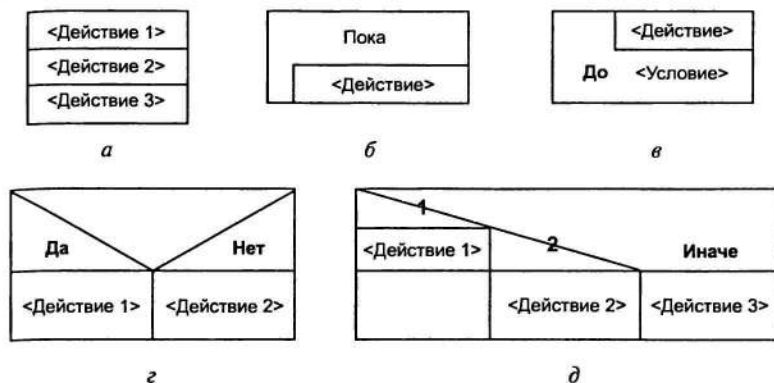 <Действие 1>
<Действие 2>
<Действие 3>
а
Пока
<Действие>
б
<Действие>
До <Условие>
в
Да
Нет
<Действие 1>
<Действие 2>
г
1
2
Иначе
<Действие 1>
<Действие 2>
<Действие 3>
д